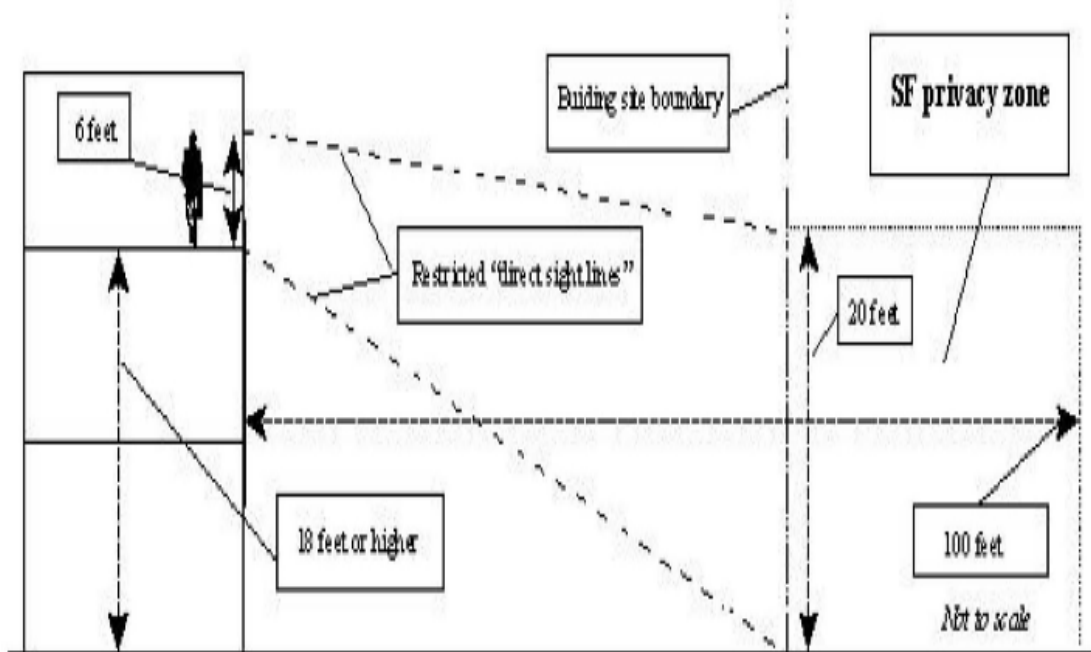 6 feet
Buiding site boundary
SF privacy zone
Restricted “direct sight lines”
20 feet
18 feet or higher
100 feet
Not to scale